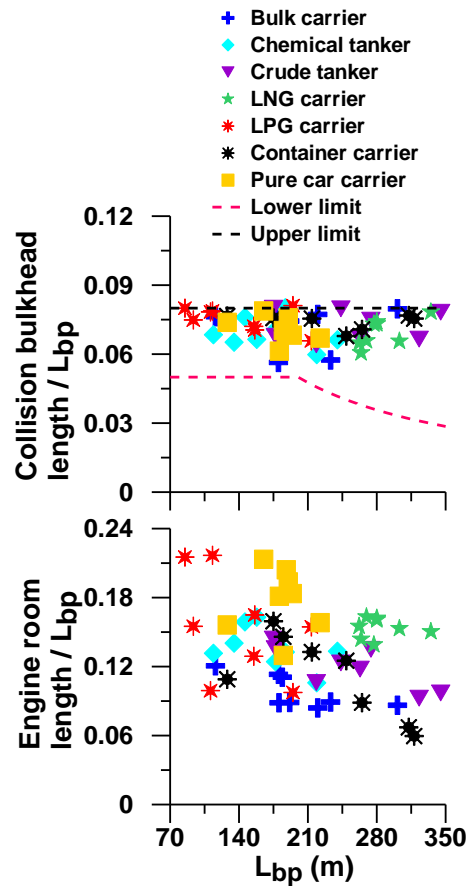 Bulk carrier
Chemical tanker
Crude tanker
LNG carrier
LPG carrier
Container carrier
Pure car carrier
Lower limit
Upper limit
0.12
0.09
0.06
0.03
0
Collision bulkhead
length / Lbp
0.24
0.18
0.12
0.06
0
Engine room
length / Lbp
70 140 210 280 350
Lbp (m)